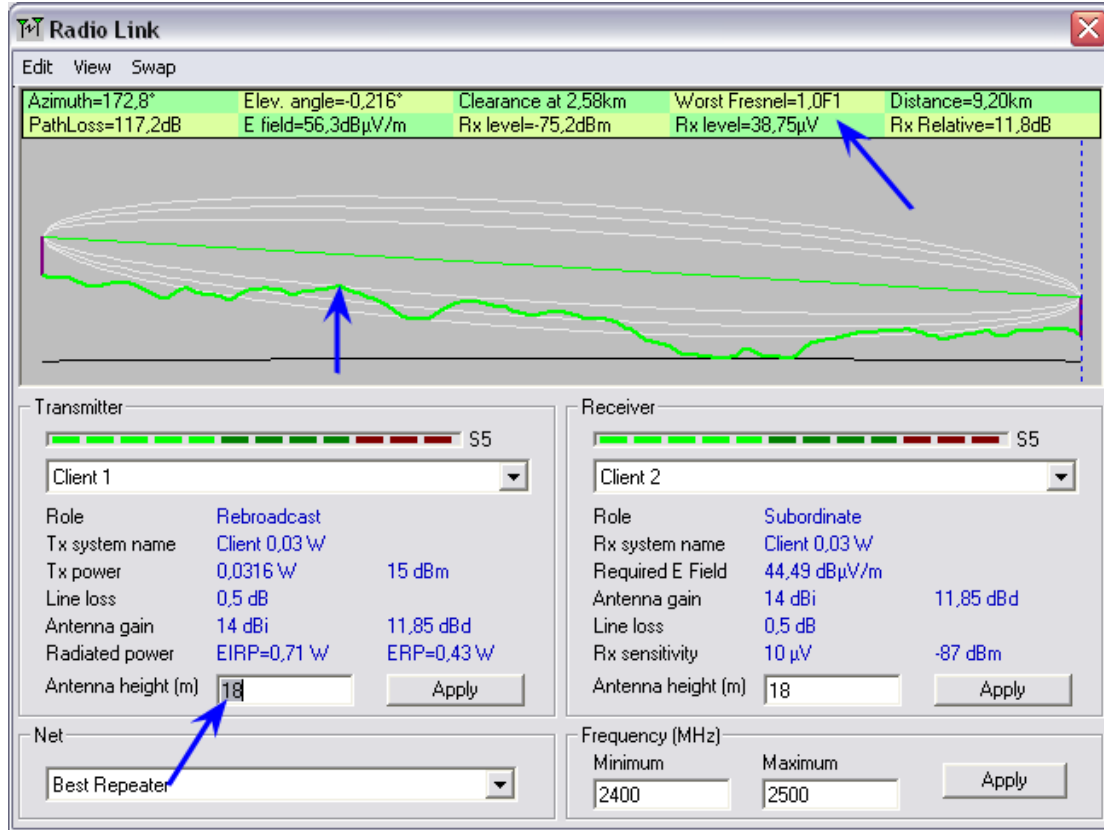 Radio Link
Edit View Swap
Azimuth=172,8° Elev. angle=-0,216° Clearance at 2,58km Worst Fresnel=1,0F1 Distance=9,20km
PathLoss=117,2dB E field=56,3dBµV/m Rx level=-75,2dBm Rx level=38,75µV Rx Relative=11,8dB
Transmitter
S5
Client 1
Role Rebroadcast
Tx system name Client 0,03 W
Tx power 0,0316 W 15 dBm
Line loss 0,5 dB
Antenna gain 14 dBi 11,85 dBd
Radiated power EIRP=0,71 W ERP=0,43 W
Antenna height (m) 18 Apply
Receiver
S5
Client 2
Role Subordinate
Rx system name Client 0,03 W
Required E Field 44,49 dBµV/m
Antenna gain 14 dBi 11,85 dBd
Line loss 0,5 dB
Rx sensitivity 10 µV -87 dBm
Antenna height (m) 18 Apply
Net
Best Repeater
Frequency (MHz)
Minimum Maximum
2400 2500 Apply